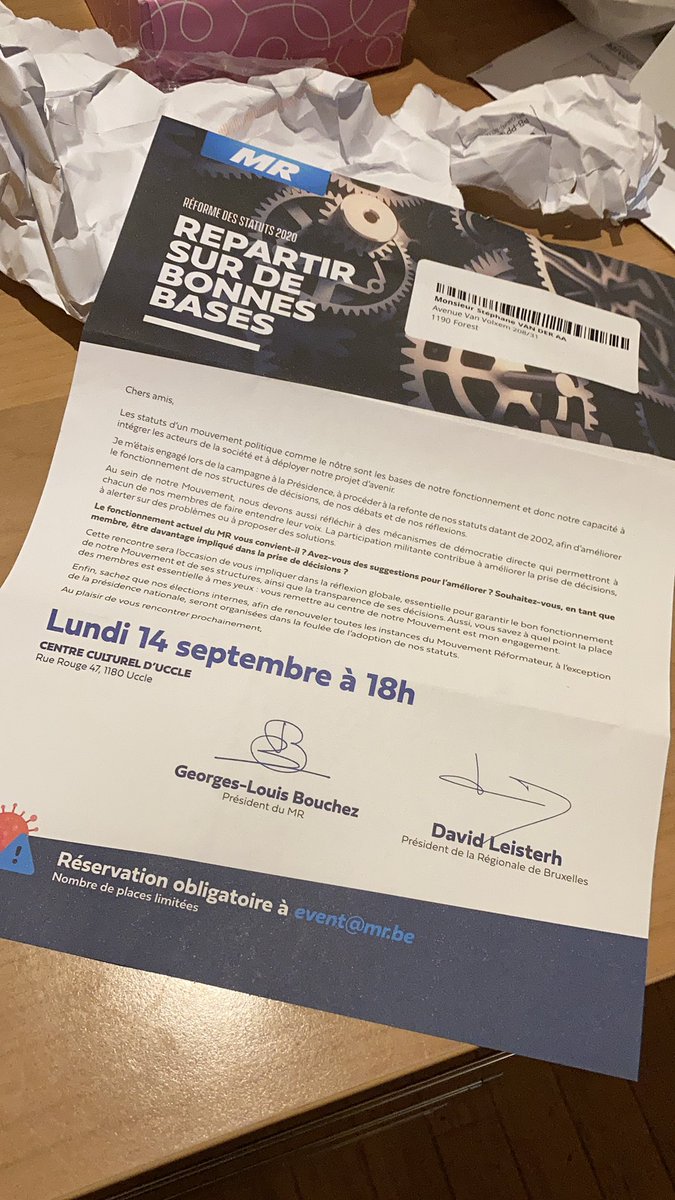 MR
RÉFORME DES STATUTS 2020
REPARTIR
SUR DE
BONNES
BASES
Monsieur Stéphane VAN DER AA
Avenue Van Volxem 208/31
1190 Forest
Chers amis,
Les statuts d'un mouvement politique comme le nôtre sont les bases de notre fonctionnement et donc notre capacité à
intégrer les acteurs de la société et à déployer notre projet d'avenir.
Je m'étais engagé lors de la campagne à la Présidence, à procéder à la refonte de nos statuts datant de 2002, afin d'améliorer
le fonctionnement de nos structures de décisions, de nos débats et de nos réflexions.
Au sein de notre Mouvement, nous devons aussi réfléchir à des mécanismes de démocratie directe qui permettront à
chacun de nos membres de faire entendre leur voix. La participation militante contribue à améliorer la prise de décisions,
à alerter sur des problèmes ou à proposer des solutions.
Le fonctionnement actuel du MR vous convient-il ? Avez-vous des suggestions pour l'améliorer ? Souhaitez-vous, en tant que
membre, être davantage impliqué dans la prise de décisions ?
Cette rencontre sera l'occasion de vous impliquer dans la réflexion globale, essentielle pour garantir le bon fonctionnement
de notre Mouvement et de ses structures, ainsi que la transparence de ses décisions. Aussi, vous savez à quel point la place
des membres est essentielle à mes yeux : vous remettre au centre de notre Mouvement est mon engagement.
Enfin, sachez que nos élections internes, afin de renouveler toutes les instances du Mouvement Réformateur, à l'exception
de la présidence nationale, seront organisées dans la foulée de l'adoption de nos statuts.
Au plaisir de vous rencontrer prochainement,
Lundi 14 septembre à 18h
CENTRE CULTUREL D'UCCLE
Rue Rouge 47, 1180 Uccle
Georges-Louis Bouchez
Président du MR
David Leisterh
Président de la Régionale de Bruxelles
Réservation obligatoire à event@mr.be
Nombre de places limitées